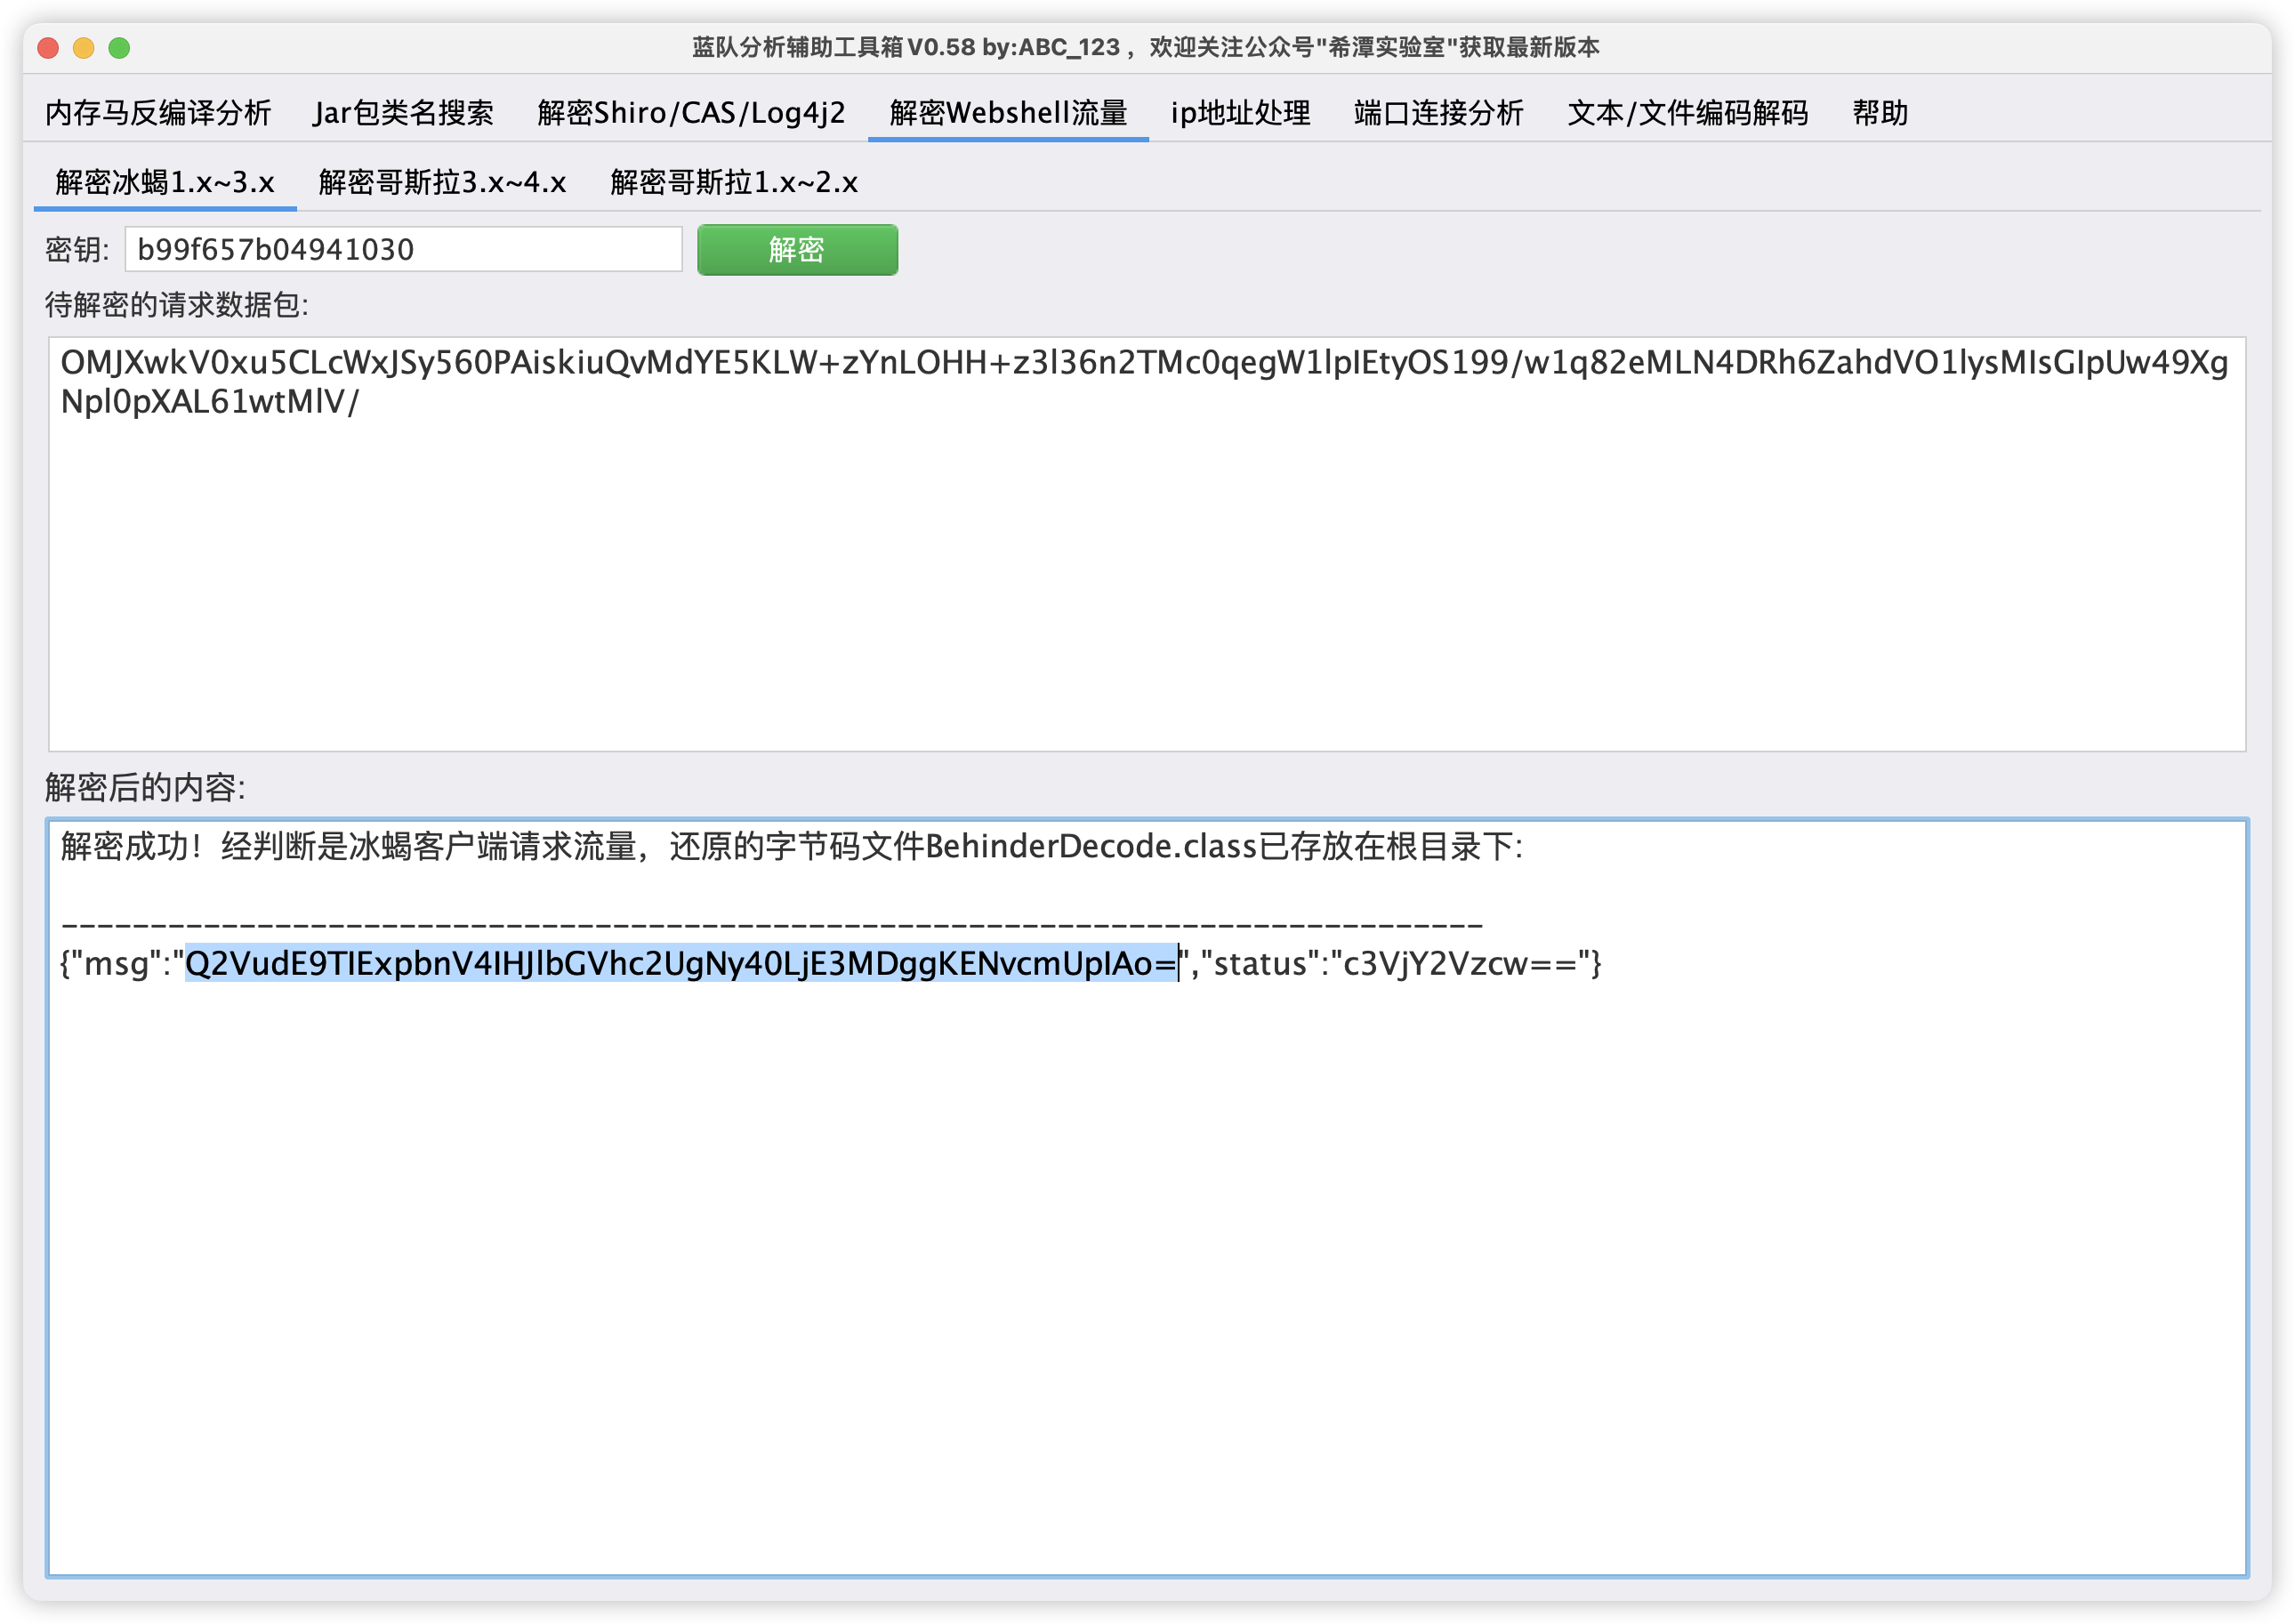 蓝队分析辅助工具箱V0.58 by:ABC_123 ，欢迎关注公众号"希潭实验室"获取最新版本
内存马反编译分析 Jar包类名搜索 解密Shiro/CAS/Log4j2 解密Webshell流量 ip地址处理 端口连接分析 文本/文件编码解码 帮助
解密冰蝎1.x~3.x 解密哥斯拉3.x~4.x 解密哥斯拉1.x~2.x
密钥: b99f657b04941030 解密
待解密的请求数据包:
OMJXwkV0xu5CLcWxJSy560PAiskiuQvMdYE5KLW+zYnLOHH+z3l36n2TMc0qegW1lpIEtyOS199/w1q82eMLN4DRh6ZahdVO1lysMIsGIpUw49Xg
Npl0pXAL61wtMlV/
解密后的内容:
解密成功！经判断是冰蝎客户端请求流量，还原的字节码文件BehinderDecode.class已存放在根目录下:
--------------------------------------------------------------------------------
{"msg":"Q2VudE9TIExpbnV4IHJlbGVhc2UgNy40LjE3MDggKENvcmUpIAo=","status":"c3VjY2Vzcw=="}